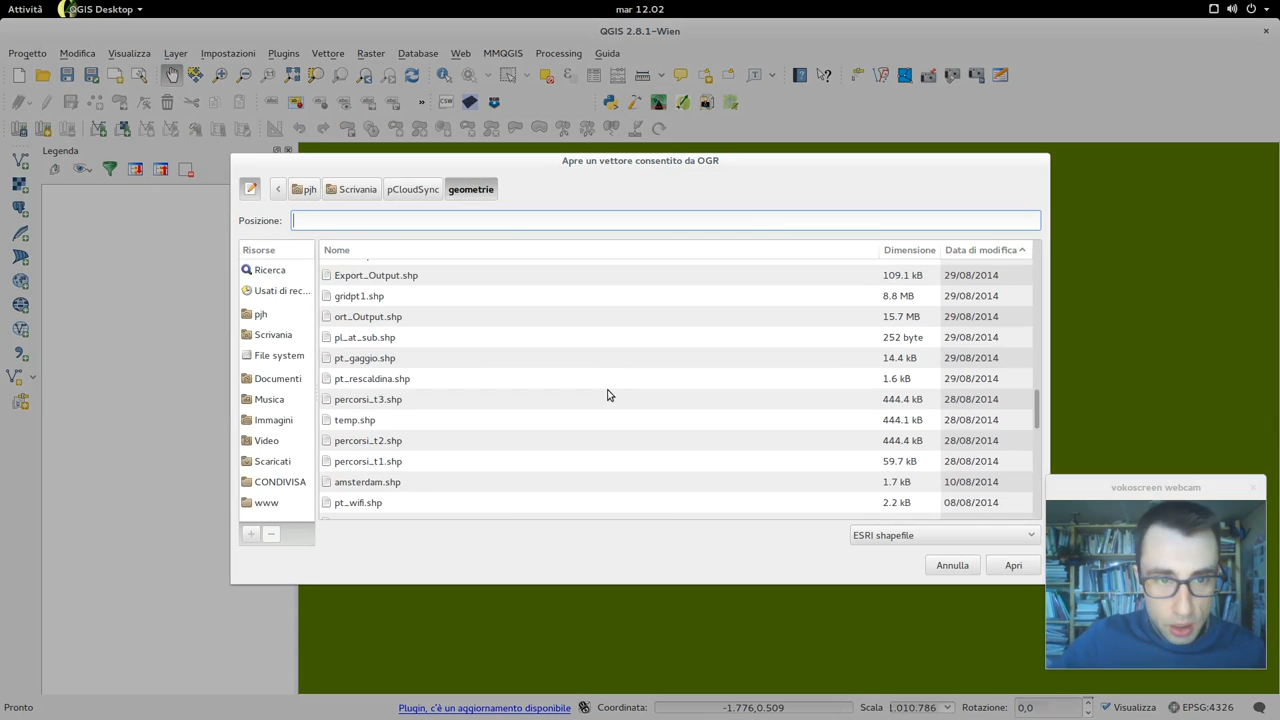 Attività QGIS Desktop mar 12.02
QGIS 2.8.1-Wien
Progetto Modifica Visualizza Layer Impostazioni Plugins Vettore Raster Database Web MMQGIS Processing Guida
Legenda
Apre un vettore consentito da OGR
pjh Scrivania pCloudSync geometrie
Posizione:
Risorse Nome Dimensione Data di modifica
Ricerca
Usati di rec...
pjh
Scrivania
File system
Documenti
Musica
Immagini
Video
Scaricati
CONDIVISA
www
Export_Output.shp 109.1 kB 29/08/2014
gridpt1.shp 8.8 MB 29/08/2014
ort_Output.shp 15.7 MB 29/08/2014
pl_at_sub.shp 252 byte 29/08/2014
pt_gaggio.shp 14.4 kB 29/08/2014
pt_rescaldina.shp 1.6 kB 29/08/2014
percorsi_t3.shp 444.4 kB 28/08/2014
temp.shp 444.1 kB 28/08/2014
percorsi_t2.shp 444.4 kB 28/08/2014
percorsi_t1.shp 59.7 kB 28/08/2014
amsterdam.shp 1.7 kB 10/08/2014
pt_wifi.shp 2.2 kB 08/08/2014
ESRI shapefile
Annulla Apri
vokoscreen webcam
Pronto Plugin, c'è un aggiornamento disponibile Coordinata: -1.776,0.509 Scala 1.010.786 Rotazione: 0,0 Visualizza EPSG:4326